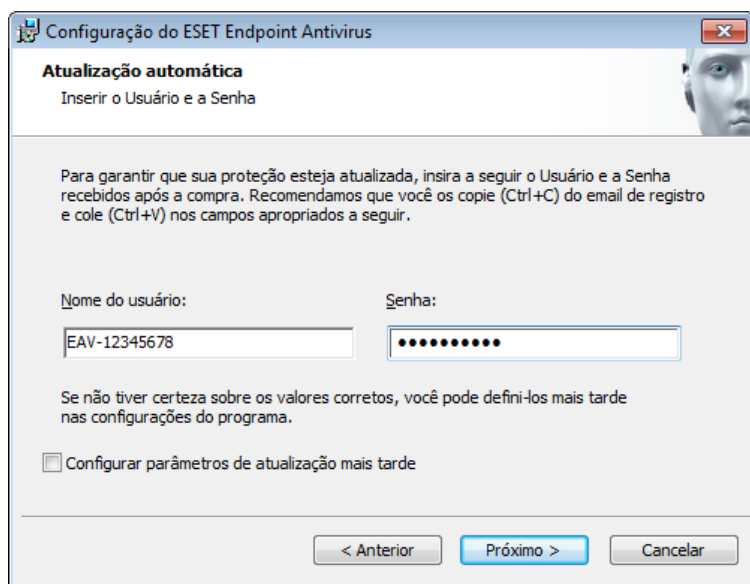 Configuração do ESET Endpoint Antivirus
Atualização automática
Inserir o Usuário e a Senha
Para garantir que sua proteção esteja atualizada, insira a seguir o Usuário e a Senha
recebidos após a compra. Recomendamos que você os copie (Ctrl+C) do email de registro
e cole (Ctrl+V) nos campos apropriados a seguir.
Nome do usuário: Senha:
EAV-12345678 ●●●●●●●●●●
Se não tiver certeza sobre os valores corretos, você pode defini-los mais tarde
nas configurações do programa.
Configurar parâmetros de atualização mais tarde
< Anterior Próximo > Cancelar